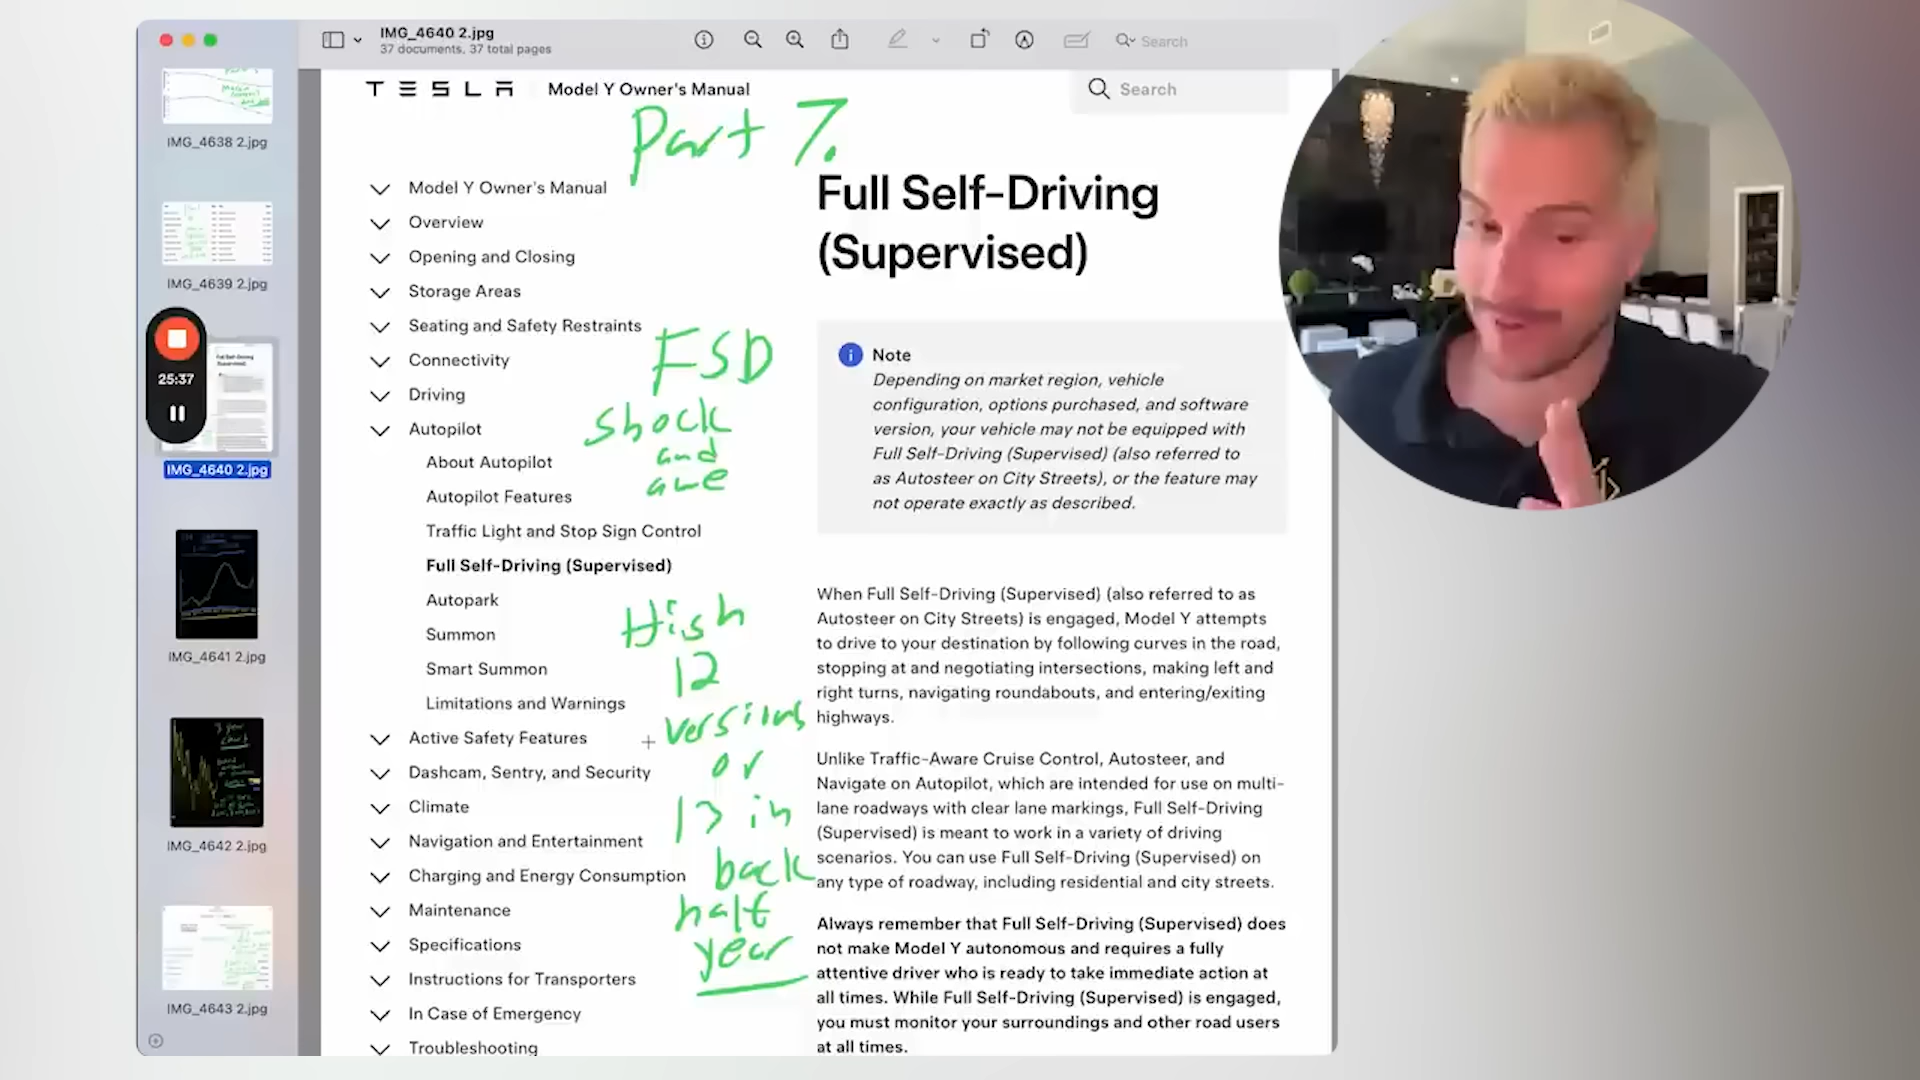 IMG_4640 2.jpg
37 documents, 37 total pages
Search
IMG_4638 2.jpg
IMG_4639 2.jpg
25:37
IMG_4640 2.jpg
IMG_4641 2.jpg
IMG_4642 2.jpg
IMG_4643 2.jpg
TESLA
Model Y Owner's Manual
Search
Part 7.
Model Y Owner's Manual
Overview
Opening and Closing
Storage Areas
Seating and Safety Restraints
Connectivity
Driving
Autopilot
About Autopilot
Autopilot Features
Traffic Light and Stop Sign Control
Full Self-Driving (Supervised)
Autopark
Summon
Smart Summon
Limitations and Warnings
Active Safety Features
Dashcam, Sentry, and Security
Climate
Navigation and Entertainment
Charging and Energy Consumption
Maintenance
Specifications
Instructions for Transporters
In Case of Emergency
Troubleshooting
FSD
Shock
and
awe
High
12
versions
or
13 in
back
half
year
Full Self-Driving
(Supervised)
Note
Depending on market region, vehicle
configuration, options purchased, and software
version, your vehicle may not be equipped with
Full Self-Driving (Supervised) (also referred to
as Autosteer on City Streets), or the feature may
not operate exactly as described.
When Full Self-Driving (Supervised) (also referred to as
Autosteer on City Streets) is engaged, Model Y attempts
to drive to your destination by following curves in the road,
stopping at and negotiating intersections, making left and
right turns, navigating roundabouts, and entering/exiting
highways.
Unlike Traffic-Aware Cruise Control, Autosteer, and
Navigate on Autopilot, which are intended for use on multi-
lane roadways with clear lane markings, Full Self-Driving
(Supervised) is meant to work in a variety of driving
scenarios. You can use Full Self-Driving (Supervised) on
any type of roadway, including residential and city streets.
Always remember that Full Self-Driving (Supervised) does
not make Model Y autonomous and requires a fully
attentive driver who is ready to take immediate action at
all times. While Full Self-Driving (Supervised) is engaged,
you must monitor your surroundings and other road users
at all times.